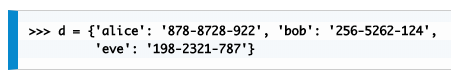 >>> d = {'alice': '878-8728-922', 'bob': '256-5262-124',
'eve': '198-2321-787'}